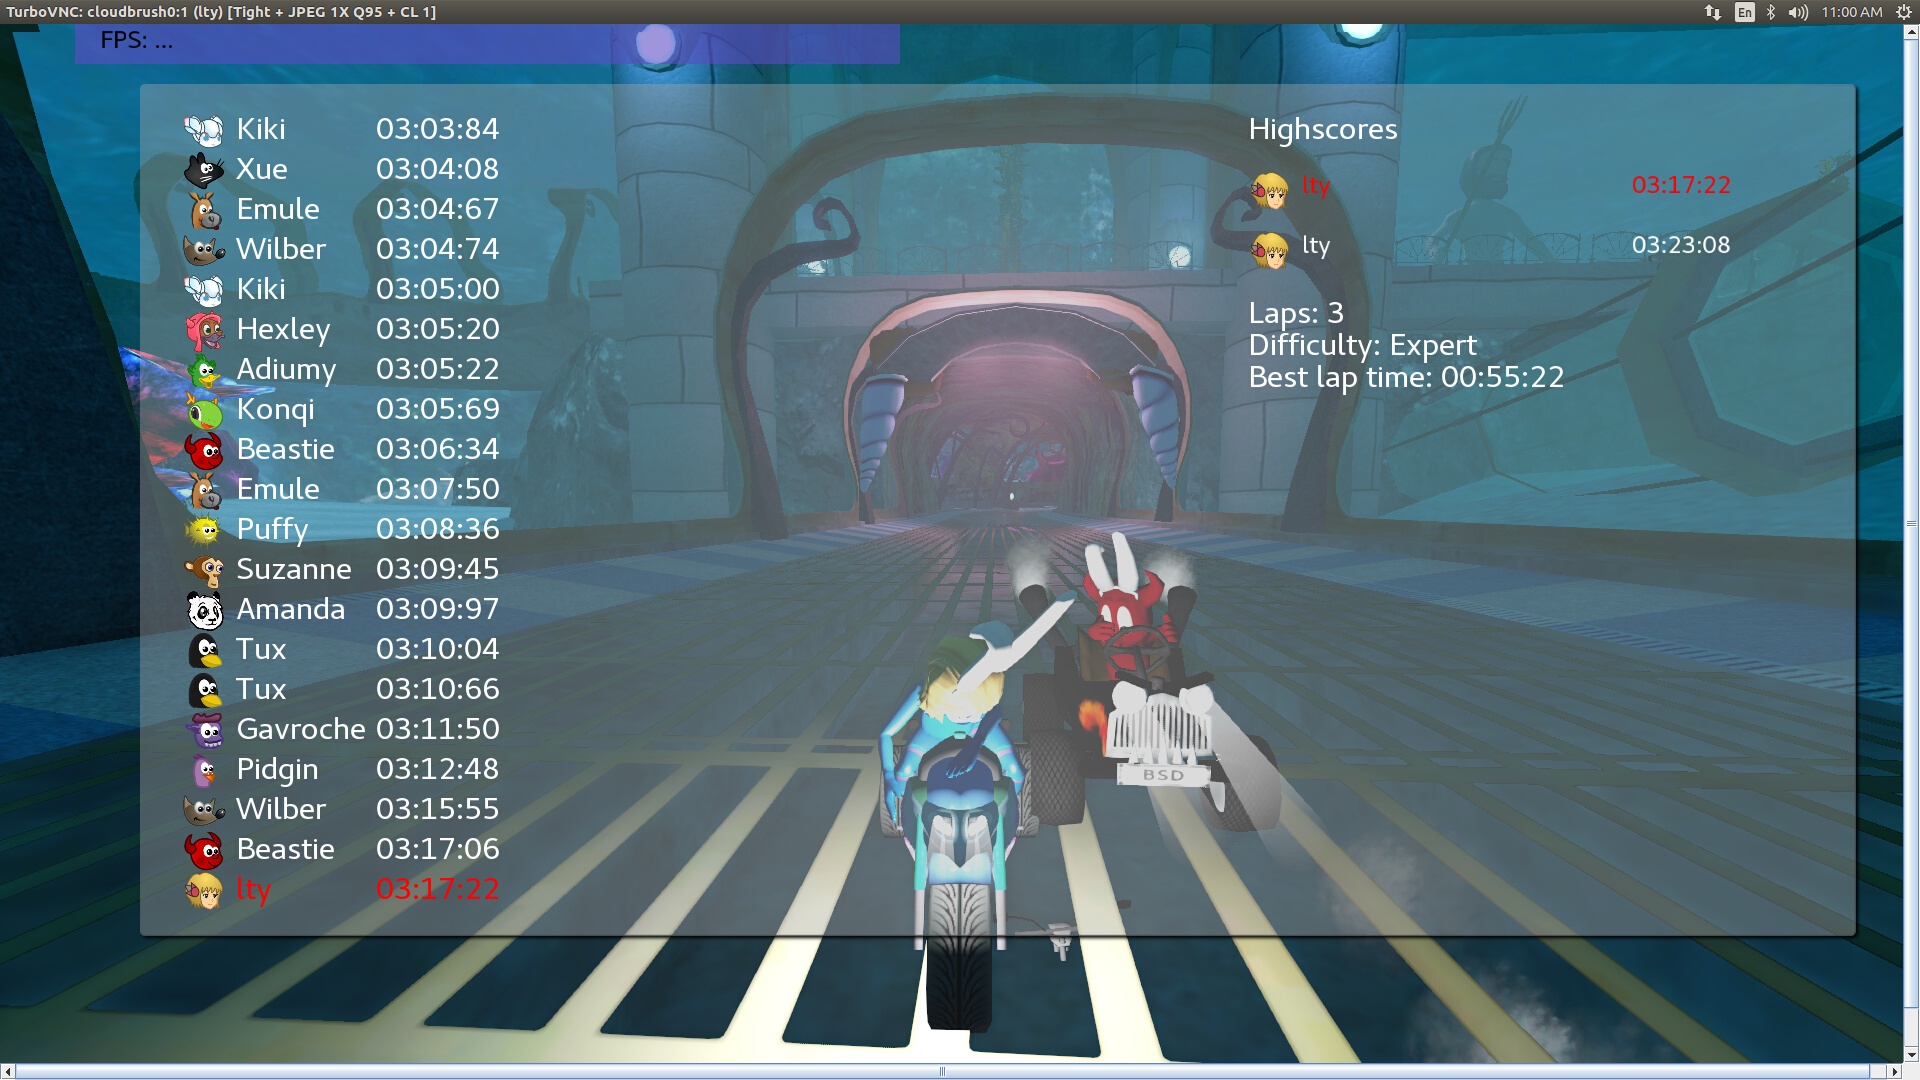 TurboVNC: cloudbrush0:1 (lty) [Tight + JPEG 1X Q95 + CL 1]
En
11:00 AM
FPS: ...
Kiki 03:03:84
Xue 03:04:08
Emule 03:04:67
Wilber 03:04:74
Kiki 03:05:00
Hexley 03:05:20
Adiumy 03:05:22
Konqi 03:05:69
Beastie 03:06:34
Emule 03:07:50
Puffy 03:08:36
Suzanne 03:09:45
Amanda 03:09:97
Tux 03:10:04
Tux 03:10:66
Gavroche 03:11:50
Pidgin 03:12:48
Wilber 03:15:55
Beastie 03:17:06
lty 03:17:22
Highscores
lty 03:17:22
lty 03:23:08
Laps: 3
Difficulty: Expert
Best lap time: 00:55:22
BSD